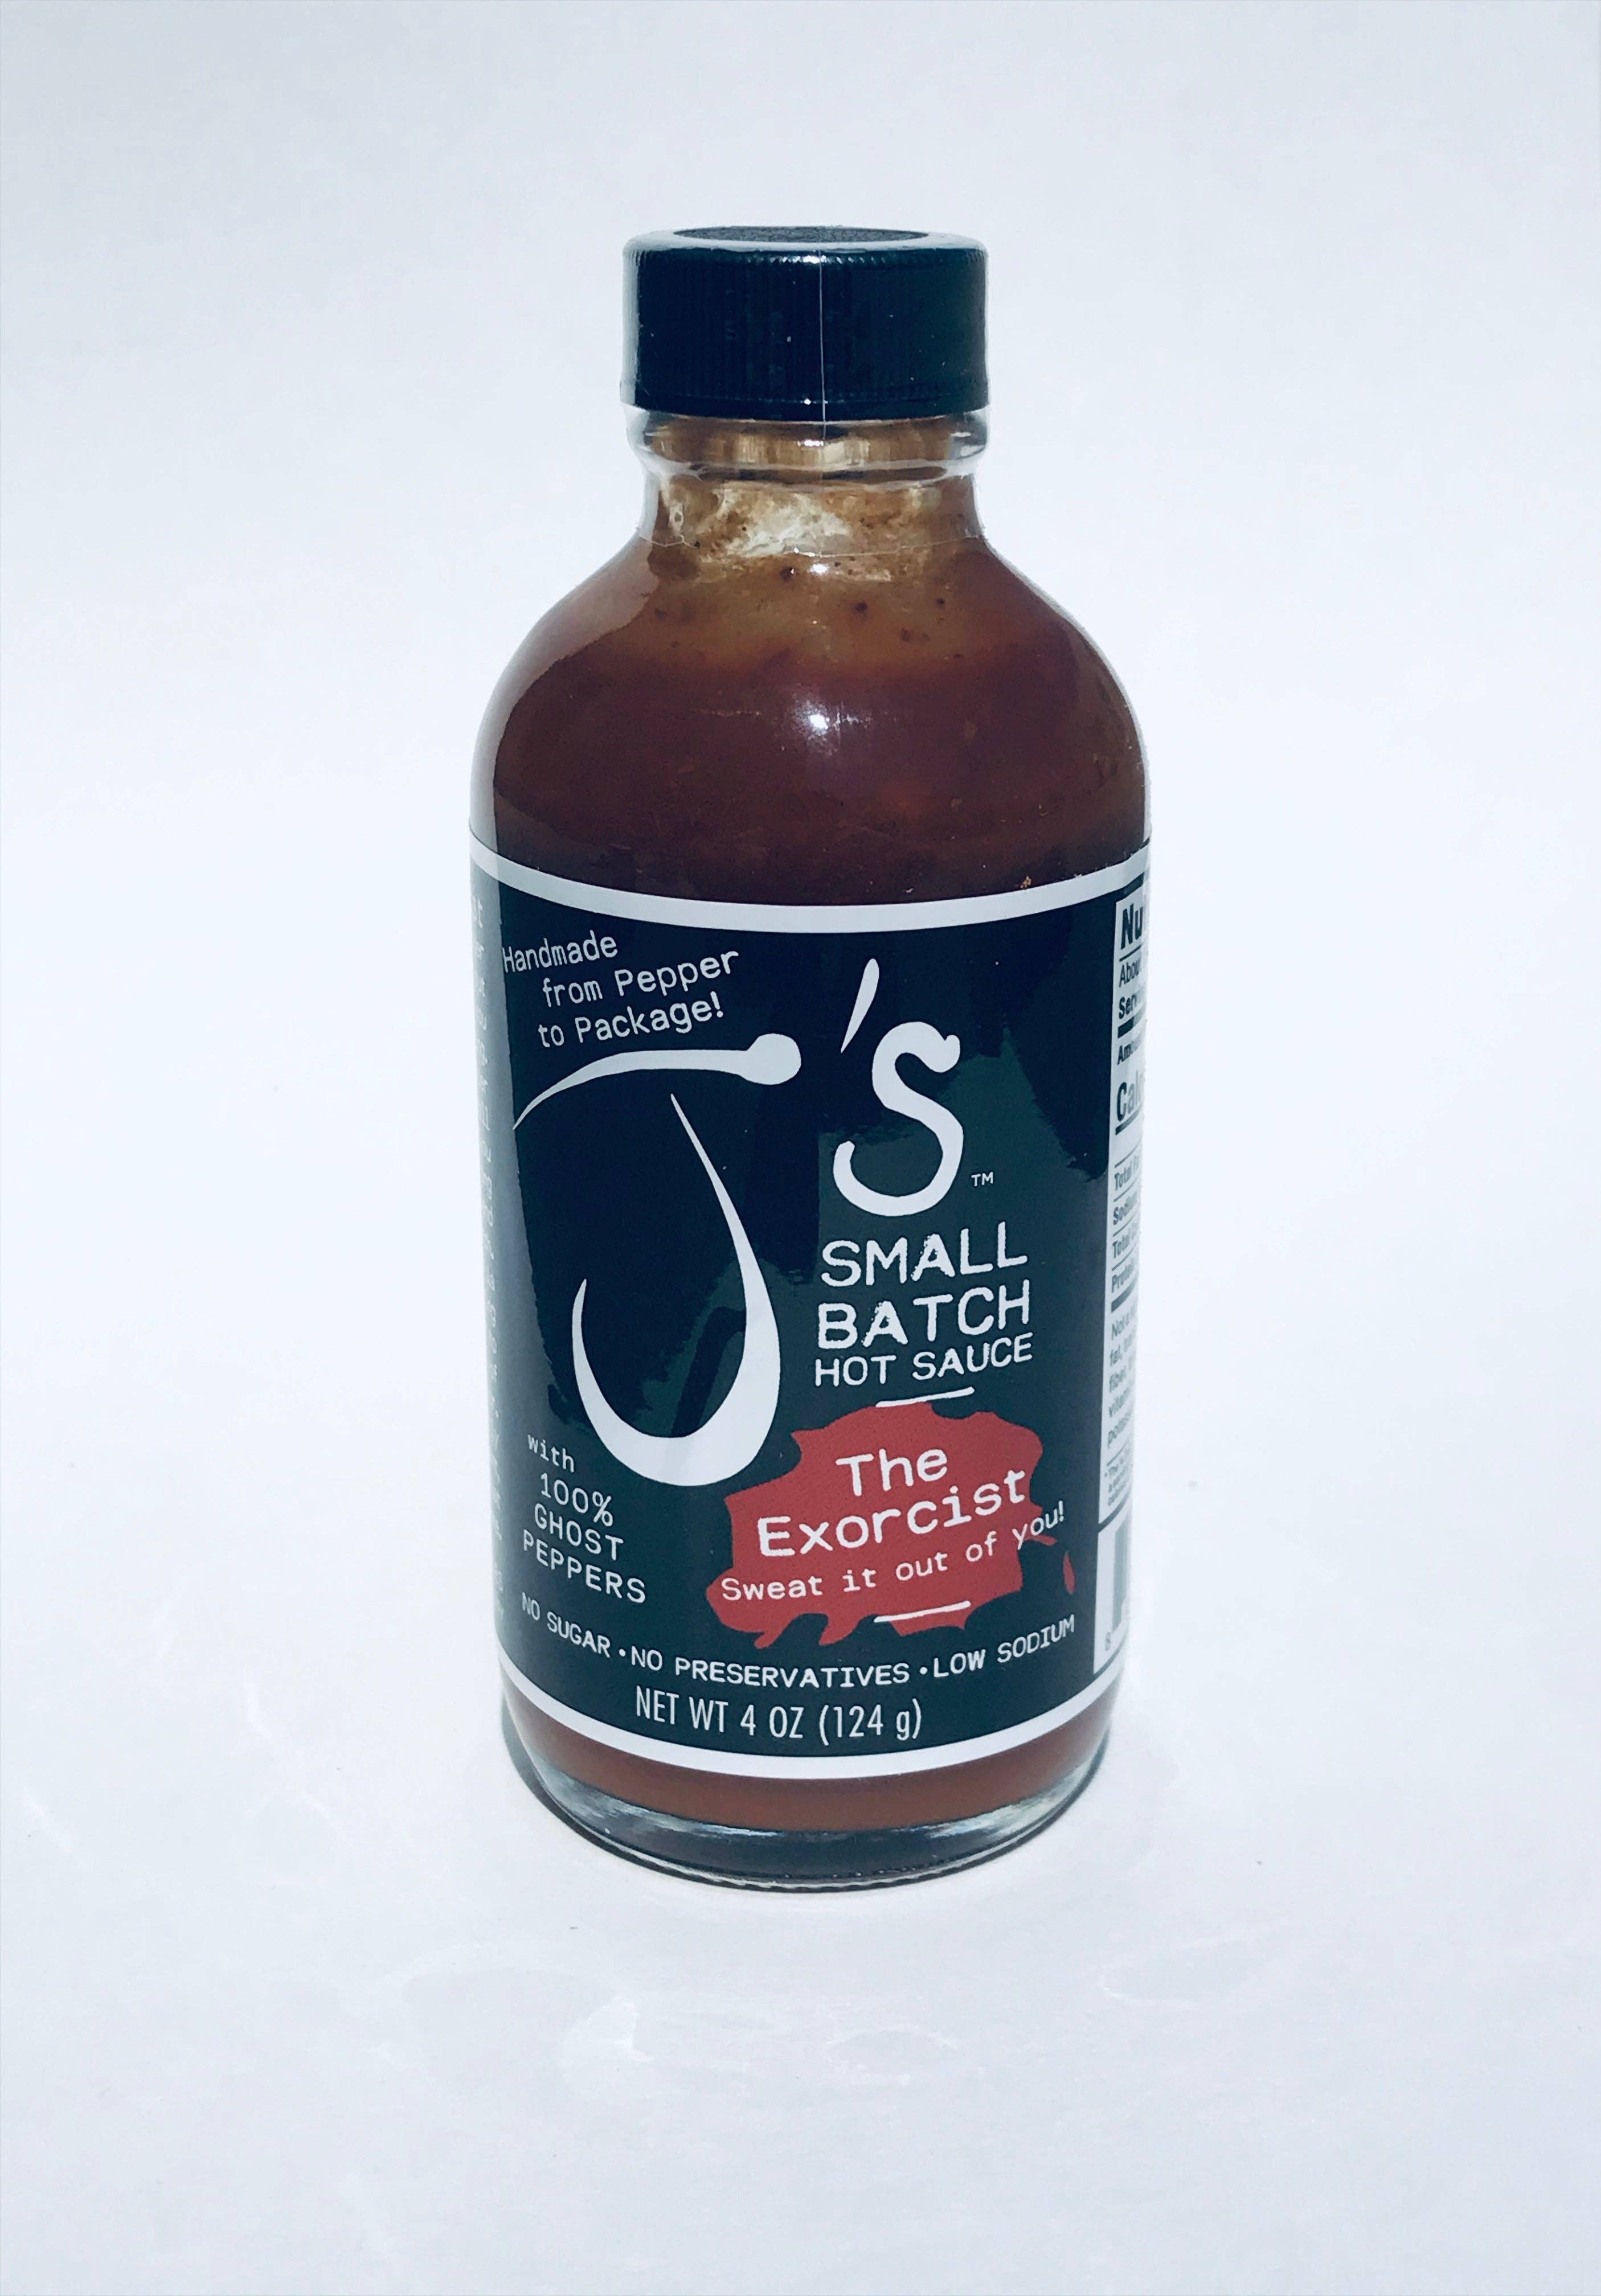 Handmade
from Pepper
to Package!
J's
TM
SMALL
BATCH
HOT SAUCE
The
Exorcist
Sweat it out of you!
with
100%
GHOST
PEPPERS
NO SUGAR • NO PRESERVATIVES • LOW SODIUM
NET WT 4 OZ (124 g)